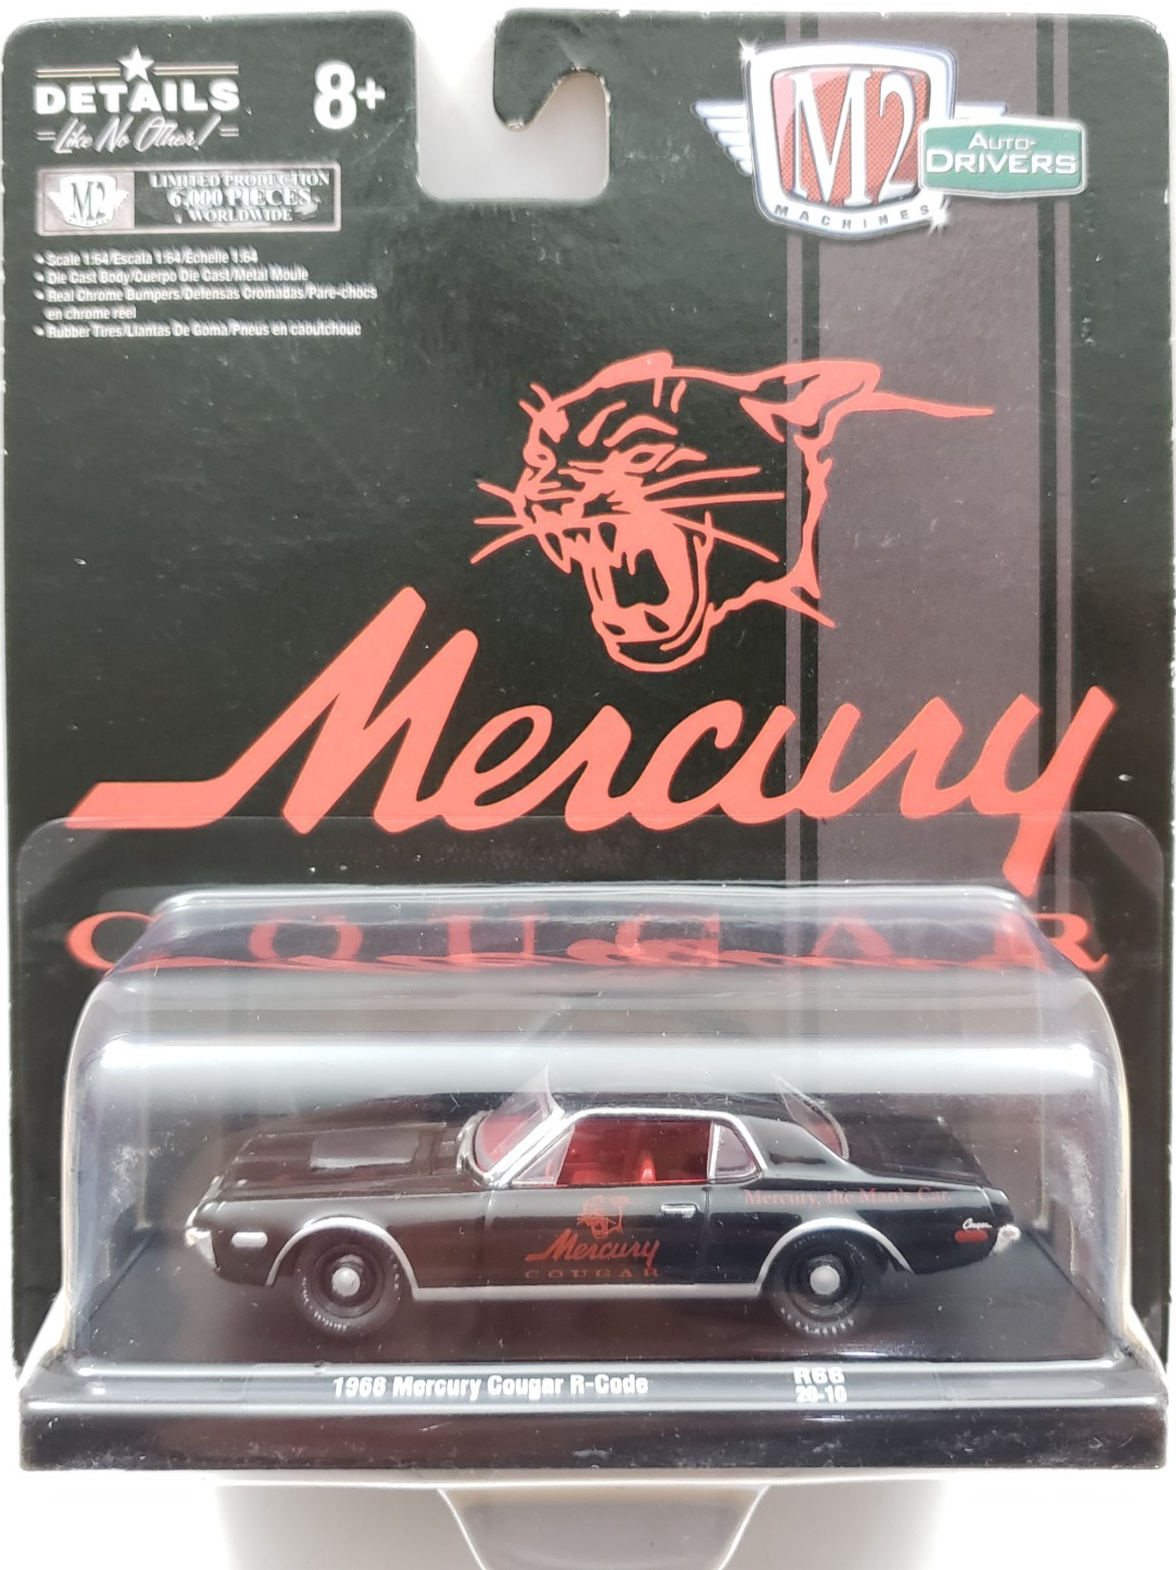 DETAILS
Like No Other!
8+
M2
MACHINES
AUTO-
DRIVERS
M2
LIMITED PRODUCTION
6,000 PIECES
WORLDWIDE
• Scale 1:64/Escala 1:64/Échelle 1:64
• Die Cast Body/Cuerpo Die Cast/Metal Moule
• Real Chrome Bumpers/Defensas Cromadas/Pare-chocs
en chrome réel
• Rubber Tires/Llantas De Goma/Pneus en caoutchouc
Mercury
COUGAR
Mercury, the Man's Car.
Cougar
Mercury
COUGAR
1968 Mercury Cougar R-Code
R66
20-10